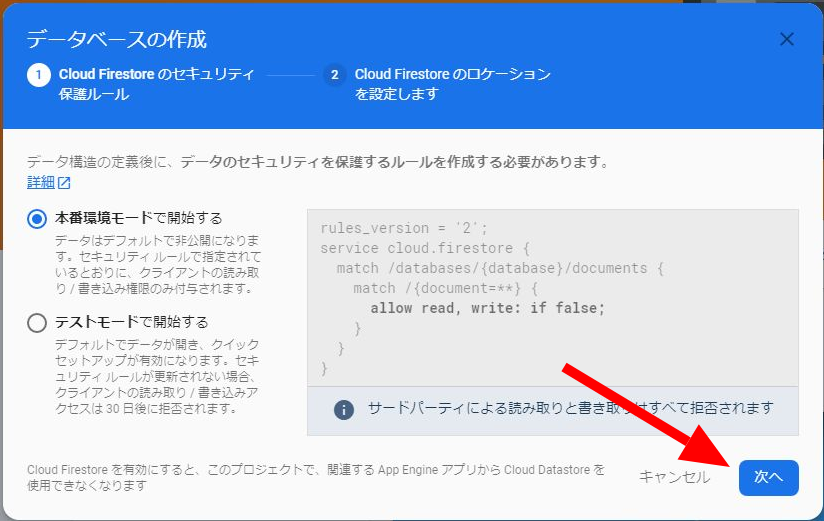 データベースの作成
1 Cloud Firestore のセキュリティ
保護ルール
2 Cloud Firestore のロケーション
を設定します
データ構造の定義後に、データのセキュリティを保護するルールを作成する必要があります。
詳細
本番環境モードで開始する
データはデフォルトで非公開になりま
す。セキュリティ ルールで指定されて
いるとおりに、クライアントの読み取
り / 書き込み権限のみ付与されます。
テストモードで開始する
デフォルトでデータが開き、クイック
セットアップが有効になります。セキ
ュリティ ルールが更新されない場合、
クライアントの読み取り / 書き込みア
クセスは 30 日後に拒否されます。
rules_version = '2';
service cloud.firestore {
match /databases/{database}/documents {
match /{document=**} {
allow read, write: if false;
}
}
}
サードパーティによる読み取りと書き取りはすべて拒否されます
Cloud Firestore を有効にすると、このプロジェクトで、関連する App Engine アプリから Cloud Datastore を
使用できなくなります
キャンセル
次へ